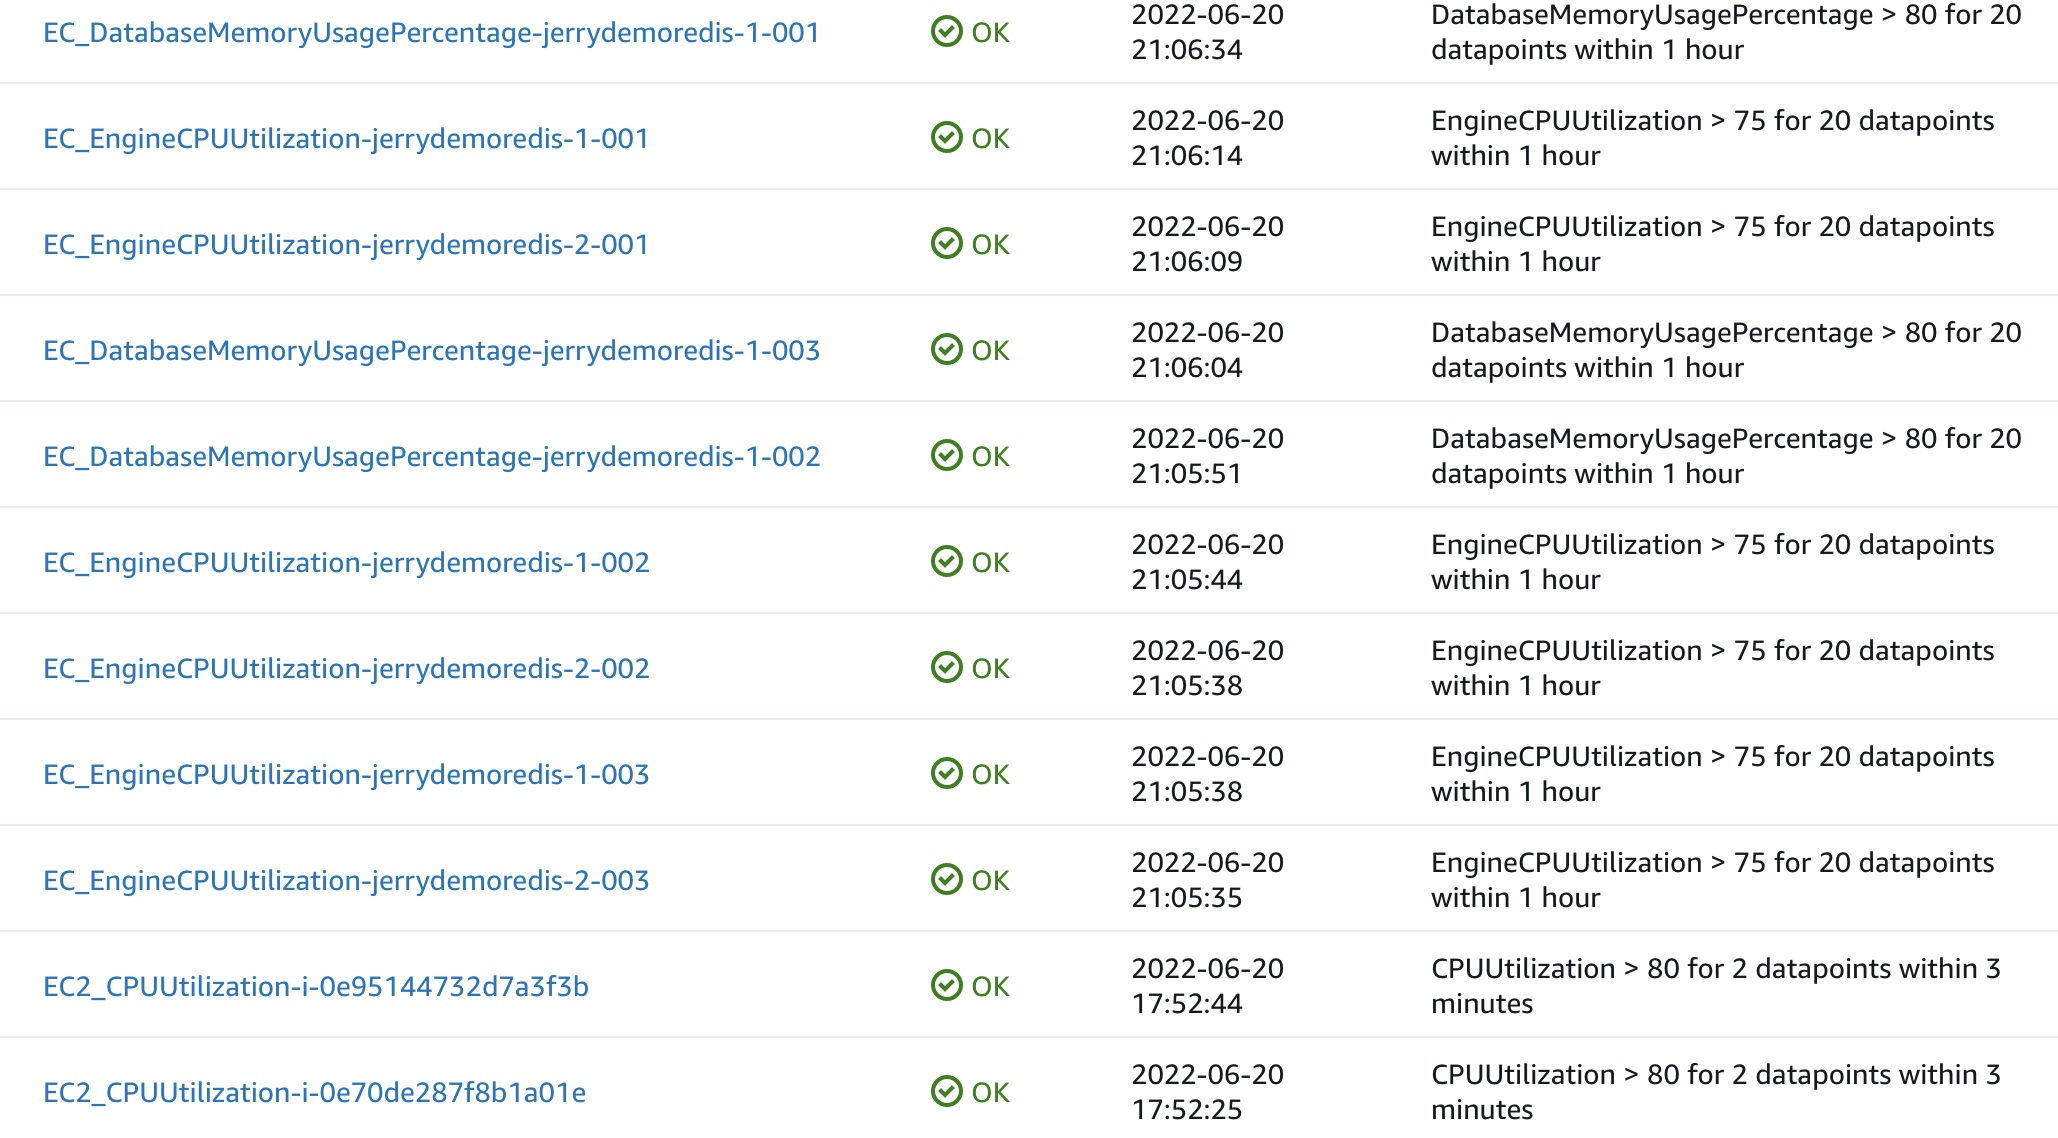 EC_DatabaseMemoryUsagePercentage-jerrydemoredis-1-001
OK
2022-06-20
21:06:34
DatabaseMemoryUsagePercentage > 80 for 20
datapoints within 1 hour
EC_EngineCPUUtilization-jerrydemoredis-1-001
OK
2022-06-20
21:06:14
EngineCPUUtilization > 75 for 20 datapoints
within 1 hour
EC_EngineCPUUtilization-jerrydemoredis-2-001
OK
2022-06-20
21:06:09
EngineCPUUtilization > 75 for 20 datapoints
within 1 hour
EC_DatabaseMemoryUsagePercentage-jerrydemoredis-1-003
OK
2022-06-20
21:06:04
DatabaseMemoryUsagePercentage > 80 for 20
datapoints within 1 hour
EC_DatabaseMemoryUsagePercentage-jerrydemoredis-1-002
OK
2022-06-20
21:05:51
DatabaseMemoryUsagePercentage > 80 for 20
datapoints within 1 hour
EC_EngineCPUUtilization-jerrydemoredis-1-002
OK
2022-06-20
21:05:44
EngineCPUUtilization > 75 for 20 datapoints
within 1 hour
EC_EngineCPUUtilization-jerrydemoredis-2-002
OK
2022-06-20
21:05:38
EngineCPUUtilization > 75 for 20 datapoints
within 1 hour
EC_EngineCPUUtilization-jerrydemoredis-1-003
OK
2022-06-20
21:05:38
EngineCPUUtilization > 75 for 20 datapoints
within 1 hour
EC_EngineCPUUtilization-jerrydemoredis-2-003
OK
2022-06-20
21:05:35
EngineCPUUtilization > 75 for 20 datapoints
within 1 hour
EC2_CPUUtilization-i-0e95144732d7a3f3b
OK
2022-06-20
17:52:44
CPUUtilization > 80 for 2 datapoints within 3
minutes
EC2_CPUUtilization-i-0e70de287f8b1a01e
OK
2022-06-20
17:52:25
CPUUtilization > 80 for 2 datapoints within 3
minutes